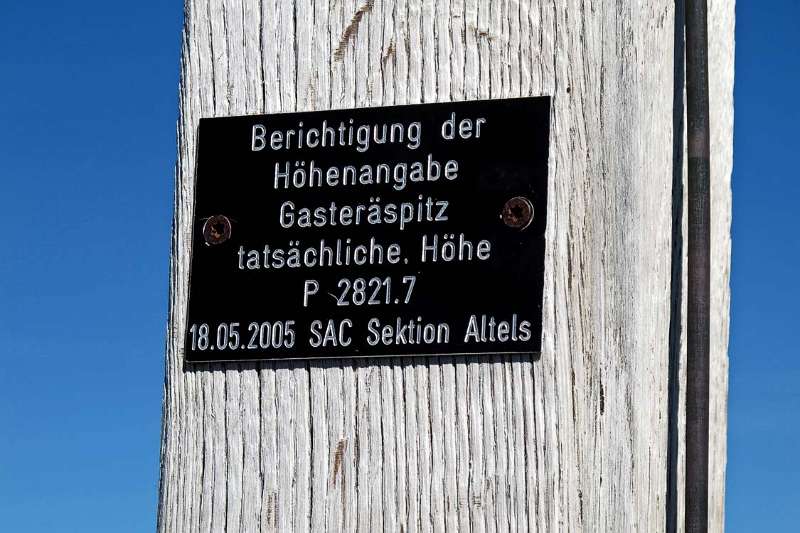 Berichtigung der
Höhenangabe
Gasteräspitz
tatsächliche. Höhe
P 2821.7
18.05.2005 SAC Sektion Altels